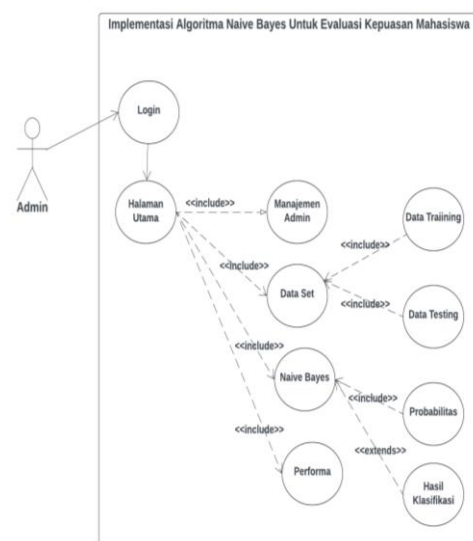 Implementasi Algoritma Naive Bayes Untuk Evaluasi Kepuasan Mahasiswa
Login
Admin
Halaman
Utama
<<include>>
Manajemen
Admin
Data Traiining
<<include>>
<<include>>
Data Set
<<include>>
Data Testing
<<include>>
Naive Bayes
<<include>>
Probabilitas
<<include>>
<<extends>>
Performa
Hasil
Klasifikasi